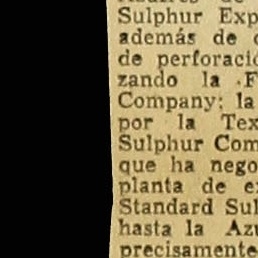 Sulphur Exp
además de
de perforació
zando la F
Company; la
por la Tex
Sulphur Com
que ha nego
planta de e
Standard Sul
hasta la Azu
precisamente